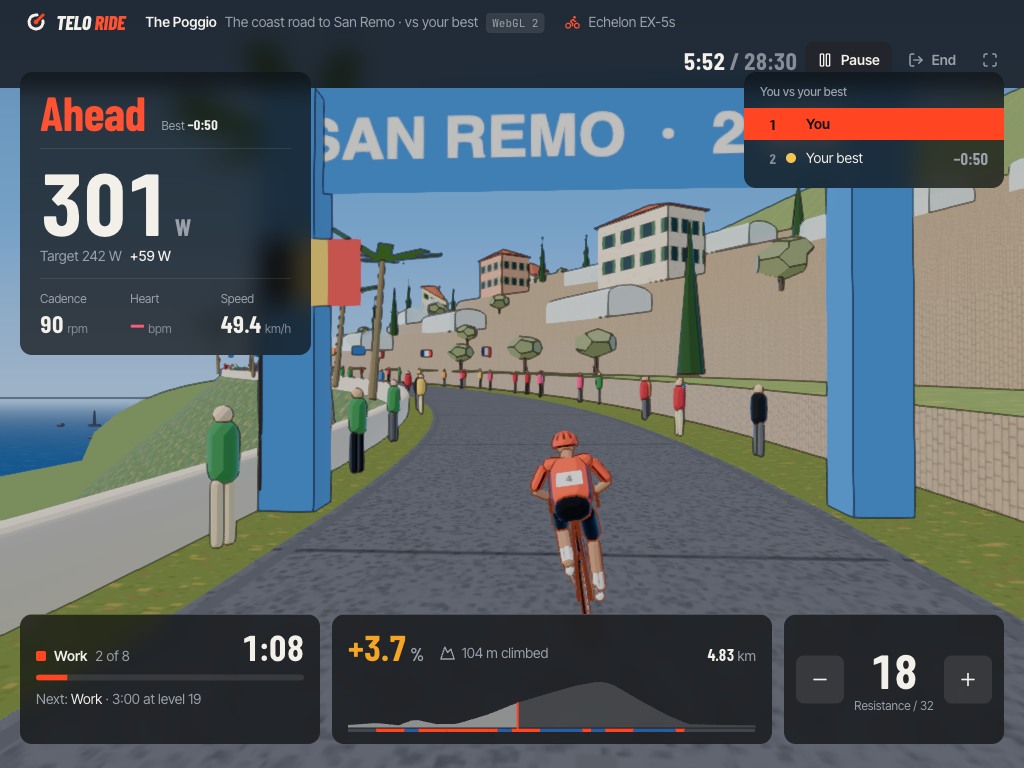 TELO RIDE The Poggio The coast road to San Remo · vs your best WebGL 2 Echelon EX-5s
5:52 / 28:30 Pause End
Ahead Best −0:50
301 W
Target 242 W +59 W
Cadence Heart Speed
90 rpm – bpm 49.4 km/h
SAN REMO · 2
You vs your best
1 You
2 Your best −0:50
4
Work 2 of 8 1:08
Next: Work · 3:00 at level 19
+3.7 % 104 m climbed 4.83 km
− 18 +
Resistance / 32